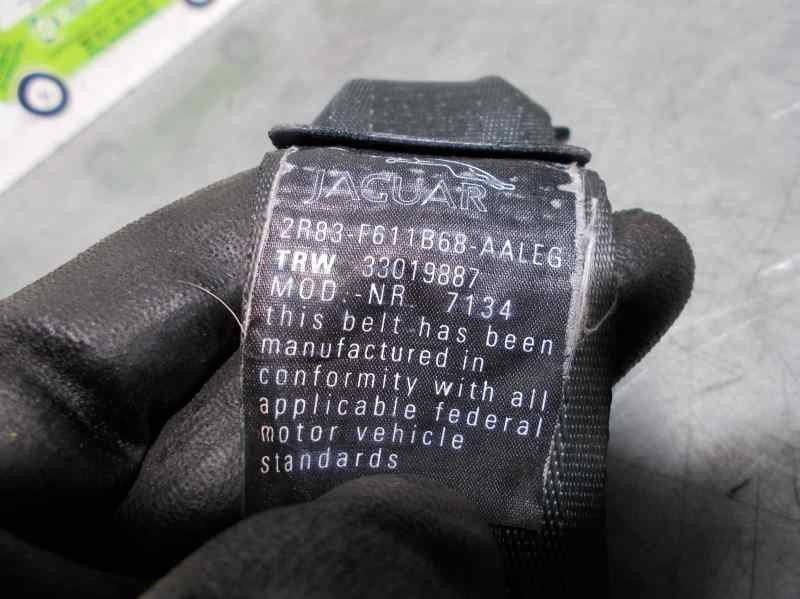 JAGUAR
2R83-F611B68-AALEG
TRW 33019887
MOD.-NR. 7134
this belt has been
manufactured in
conformity with all
applicable federal
motor vehicle
standards